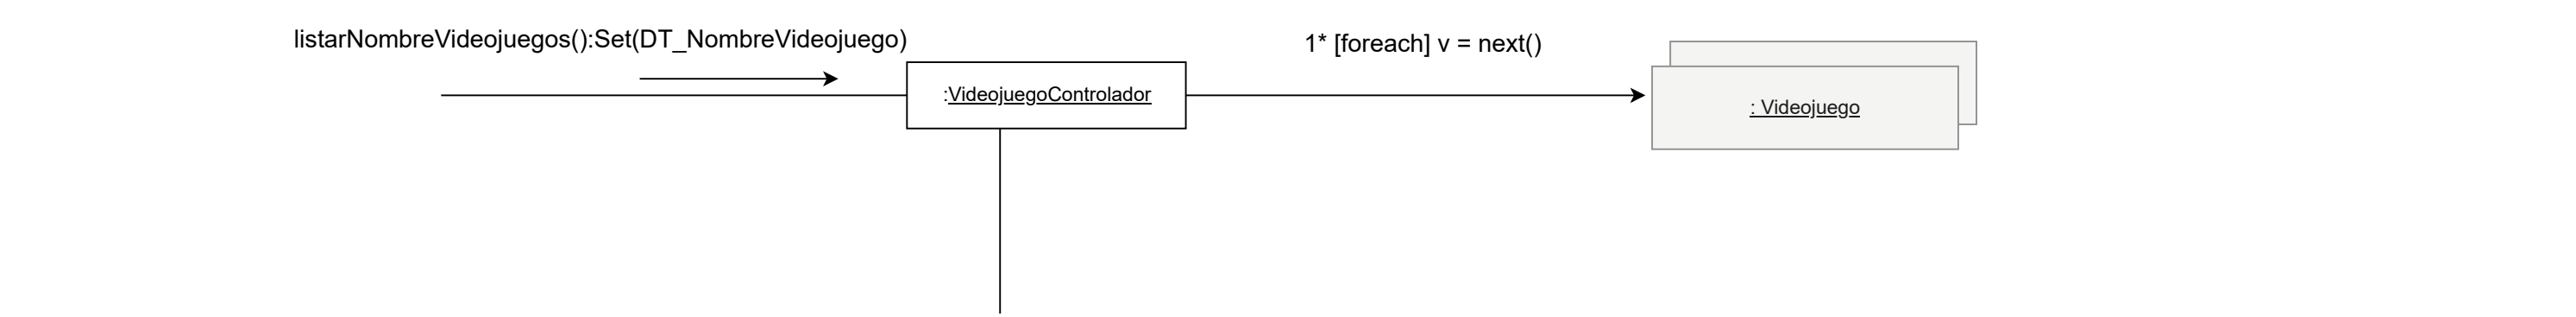 listarNombreVideojuegos():Set(DT_NombreVideojuego)
1* [foreach] v = next()
:VideojuegoControlador
: Videojuego